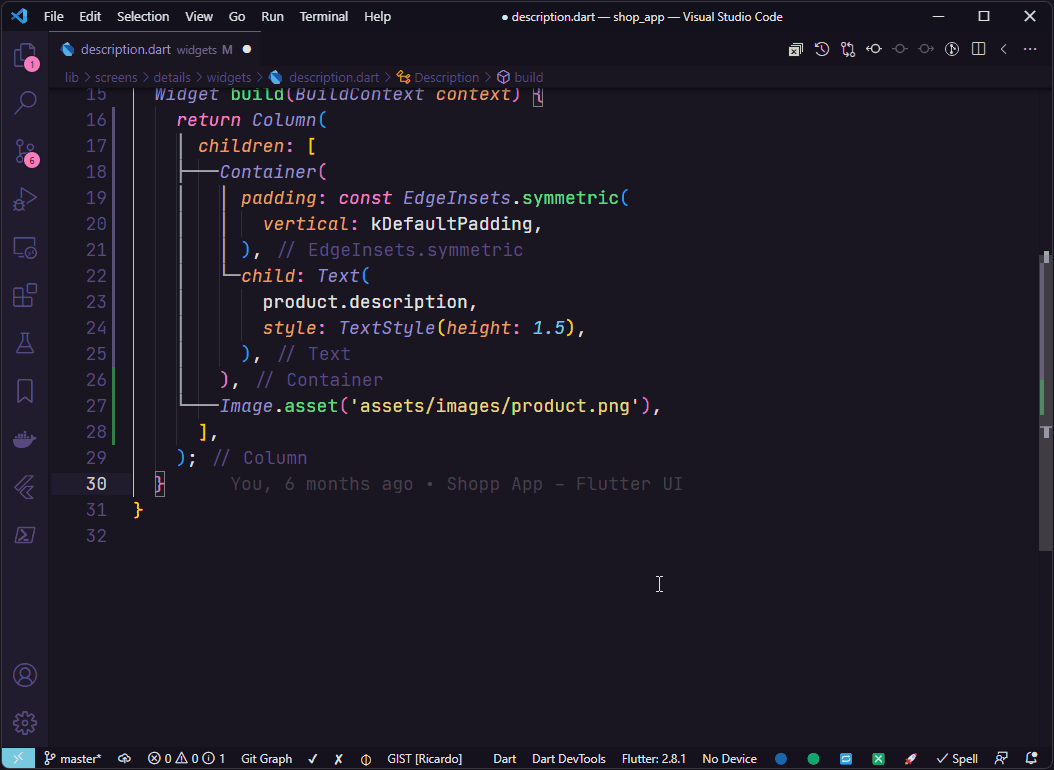 File Edit Selection View Go Run Terminal Help
● description.dart — shop_app — Visual Studio Code
description.dart widgets M ●
lib > screens > details > widgets > description.dart > Description > build
15 Widget build(BuildContext context) {
16 return Column(
17 children: [
18 Container(
19 padding: const EdgeInsets.symmetric(
20 vertical: kDefaultPadding,
21 ), // EdgeInsets.symmetric
22 child: Text(
23 product.description,
24 style: TextStyle(height: 1.5),
25 ), // Text
26 ), // Container
27 Image.asset('assets/images/product.png'),
28 ],
29 ); // Column
30 } You, 6 months ago • Shopp App – Flutter UI
31 }
32
1
6
master* 0 0 1 Git Graph ✓ ✗ GIST [Ricardo] Dart Dart DevTools Flutter: 2.8.1 No Device Spell